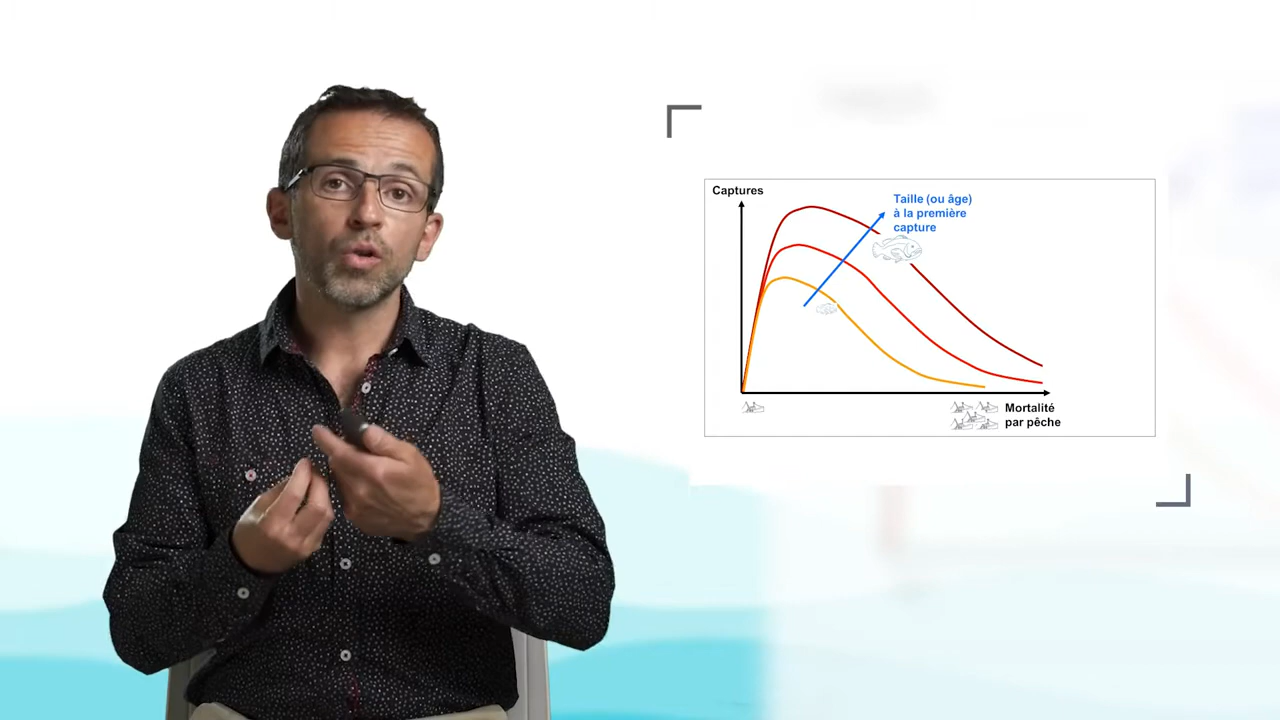 Captures
Taille (ou âge)
à la première
capture
Mortalité
par pêche